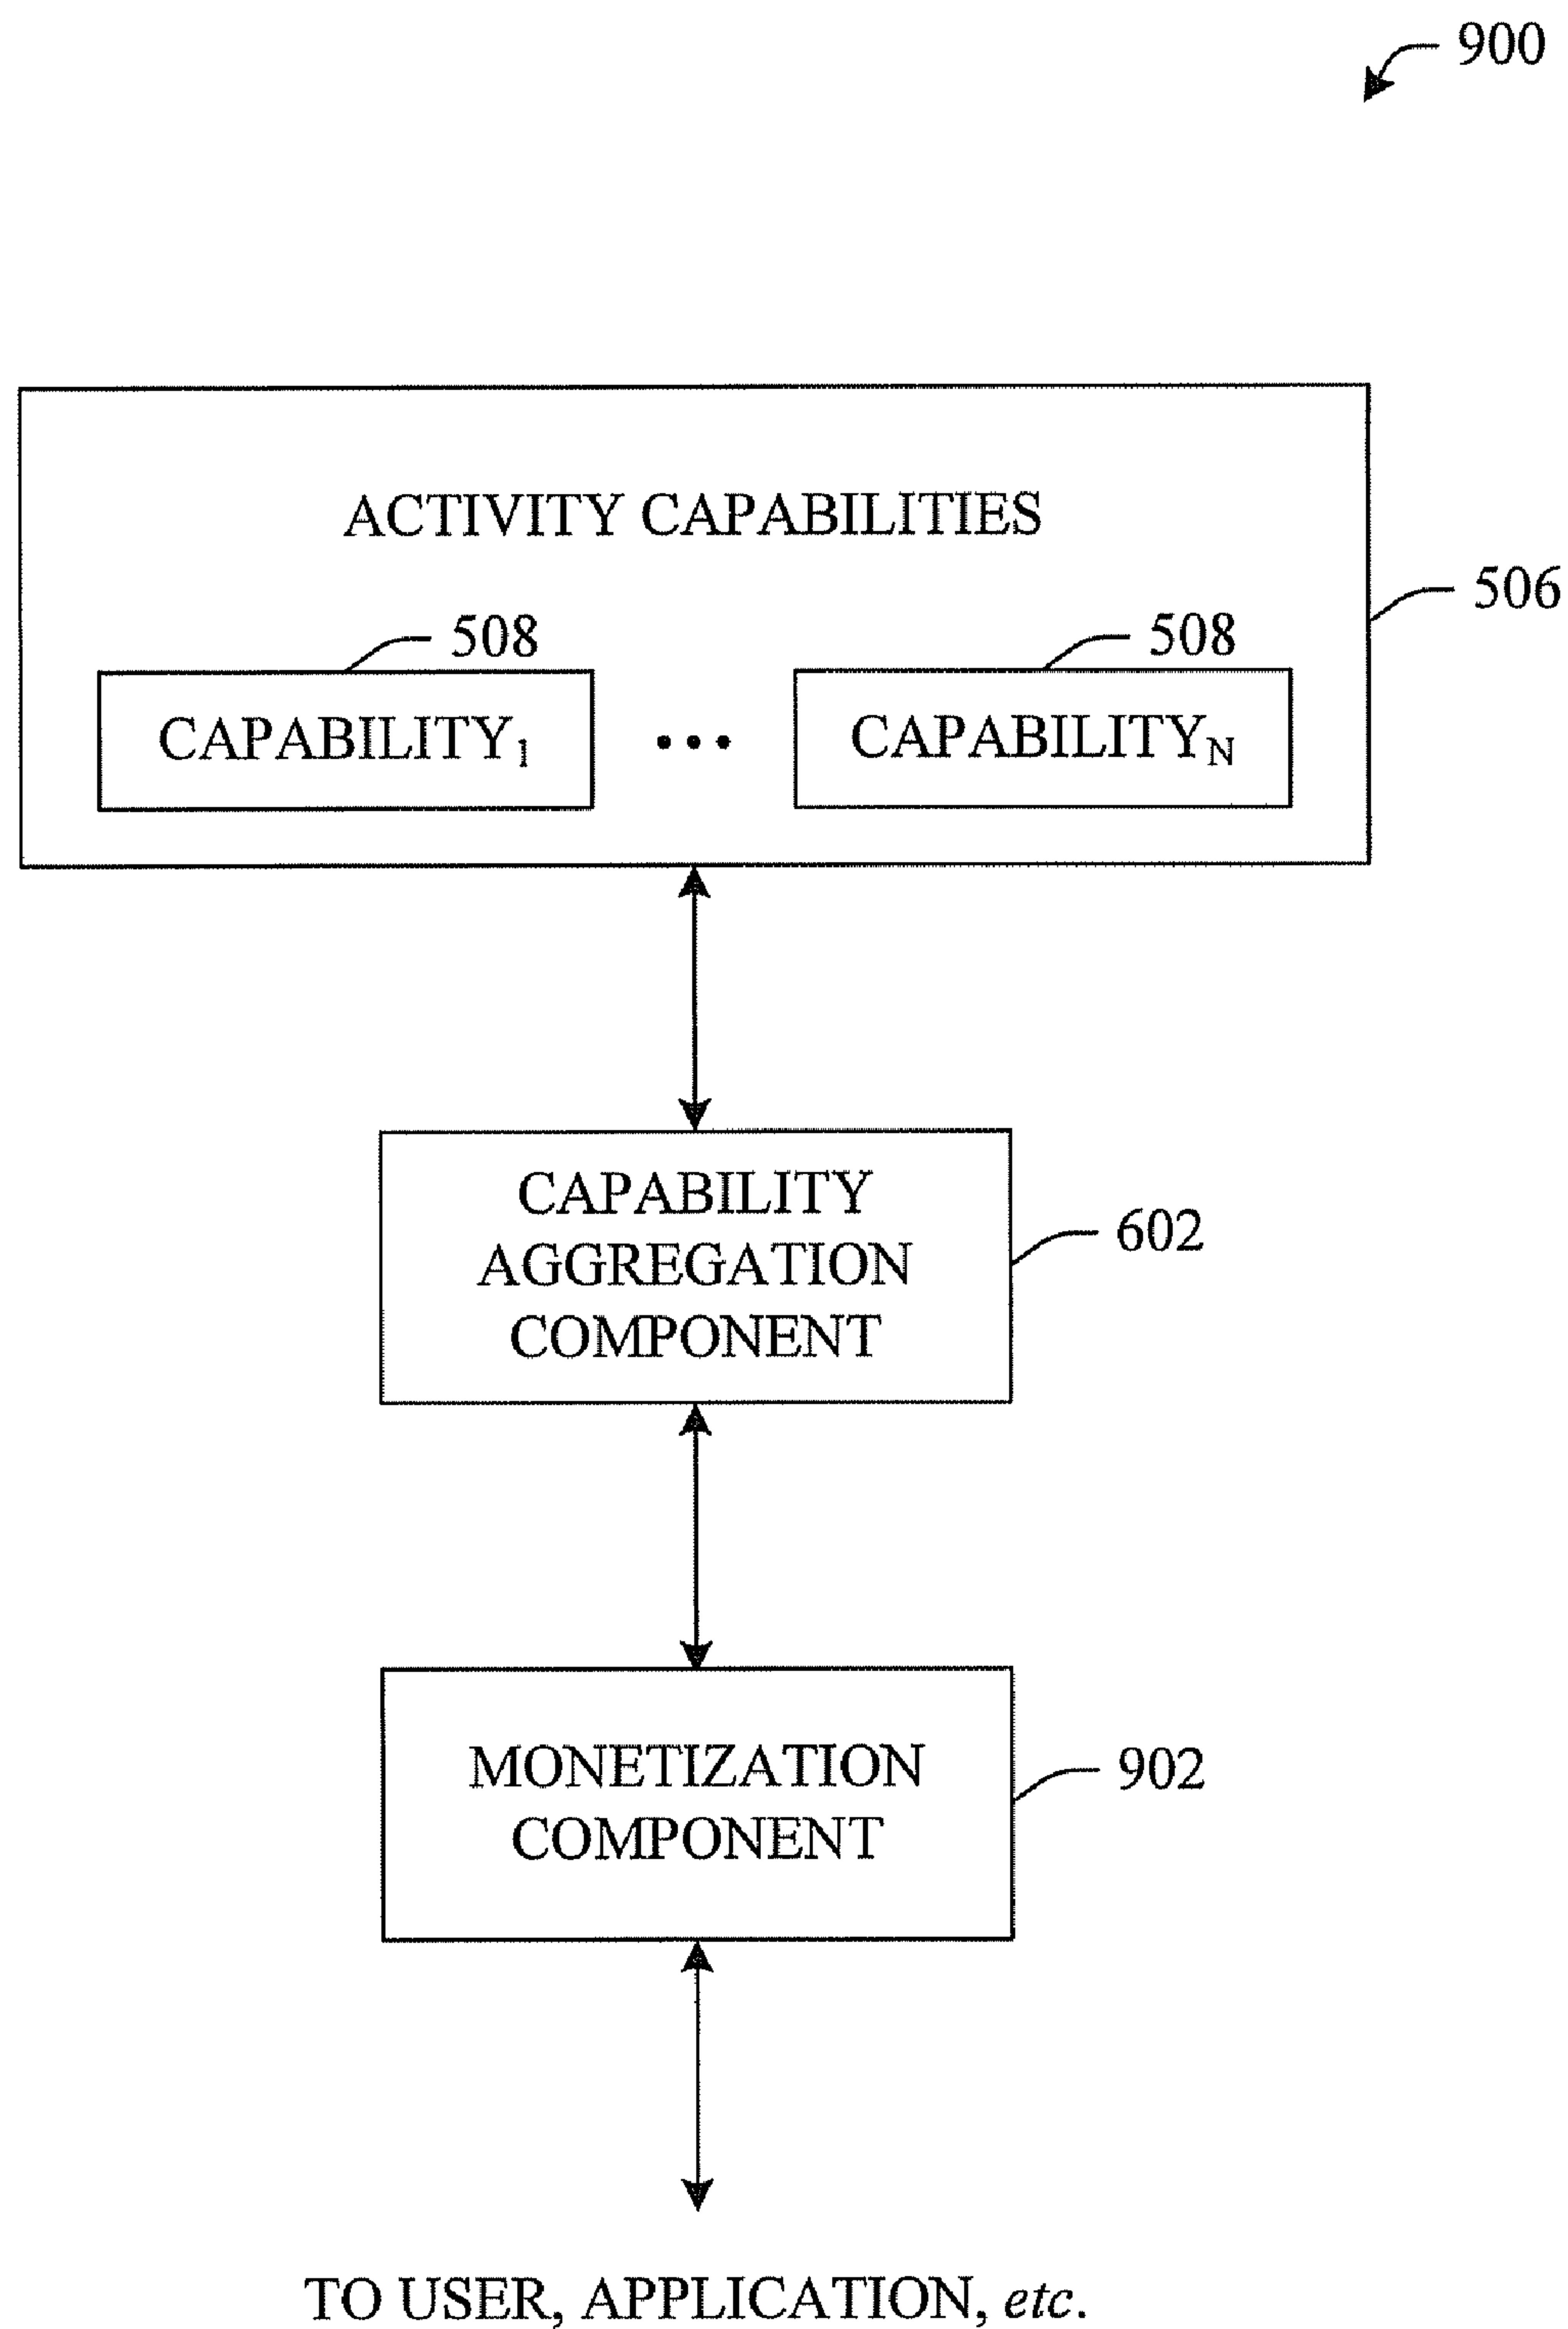 900
ACTIVITY CAPABILITIES
506
508
508
CAPABILITY1
...
CAPABILITYN
CAPABILITY
AGGREGATION
COMPONENT
602
MONETIZATION
COMPONENT
902
TO USER, APPLICATION, etc.